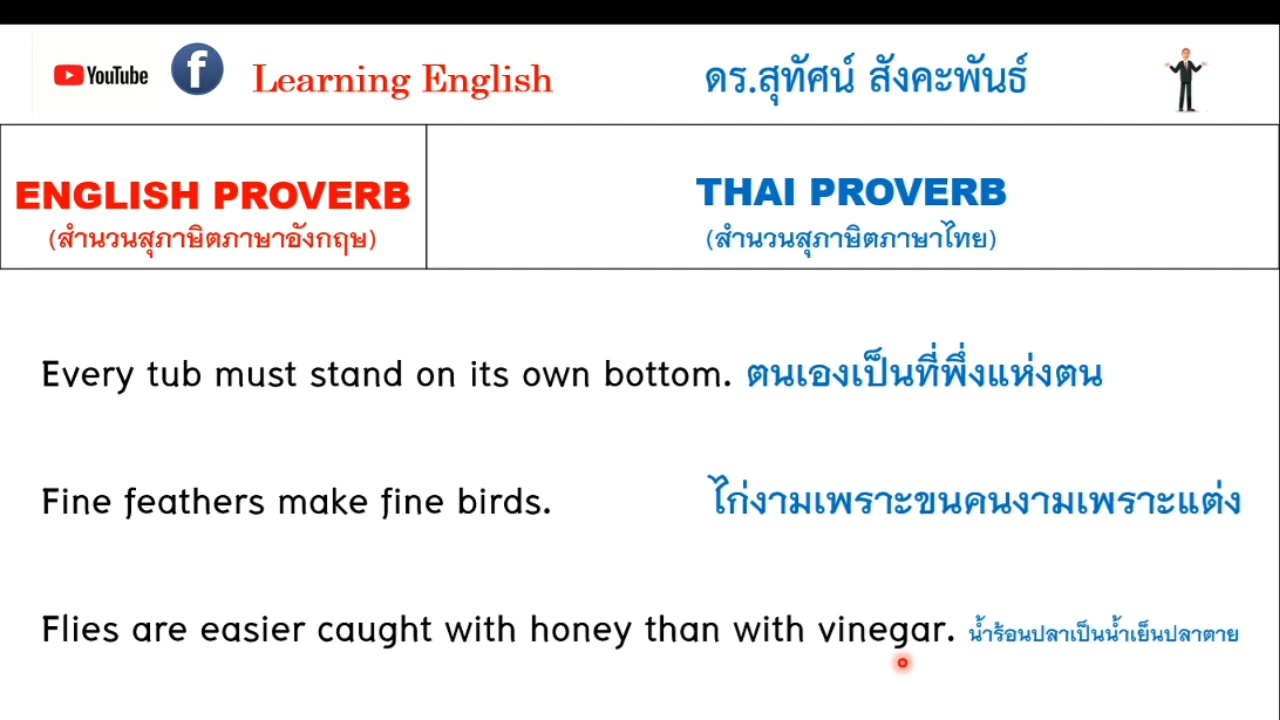 YouTube f Learning English ดร.สุทัศน์ สังคะพันธ์
ENGLISH PROVERB
(สำนวนสุภาษิตภาษาอังกฤษ)
THAI PROVERB
(สำนวนสุภาษิตภาษาไทย)
Every tub must stand on its own bottom. ตนเองเป็นที่พึ่งแห่งตน
Fine feathers make fine birds. ไก่งามเพราะขนคนงามเพราะแต่ง
Flies are easier caught with honey than with vinegar. น้ำร้อนปลาเป็นน้ำเย็นปลาตาย